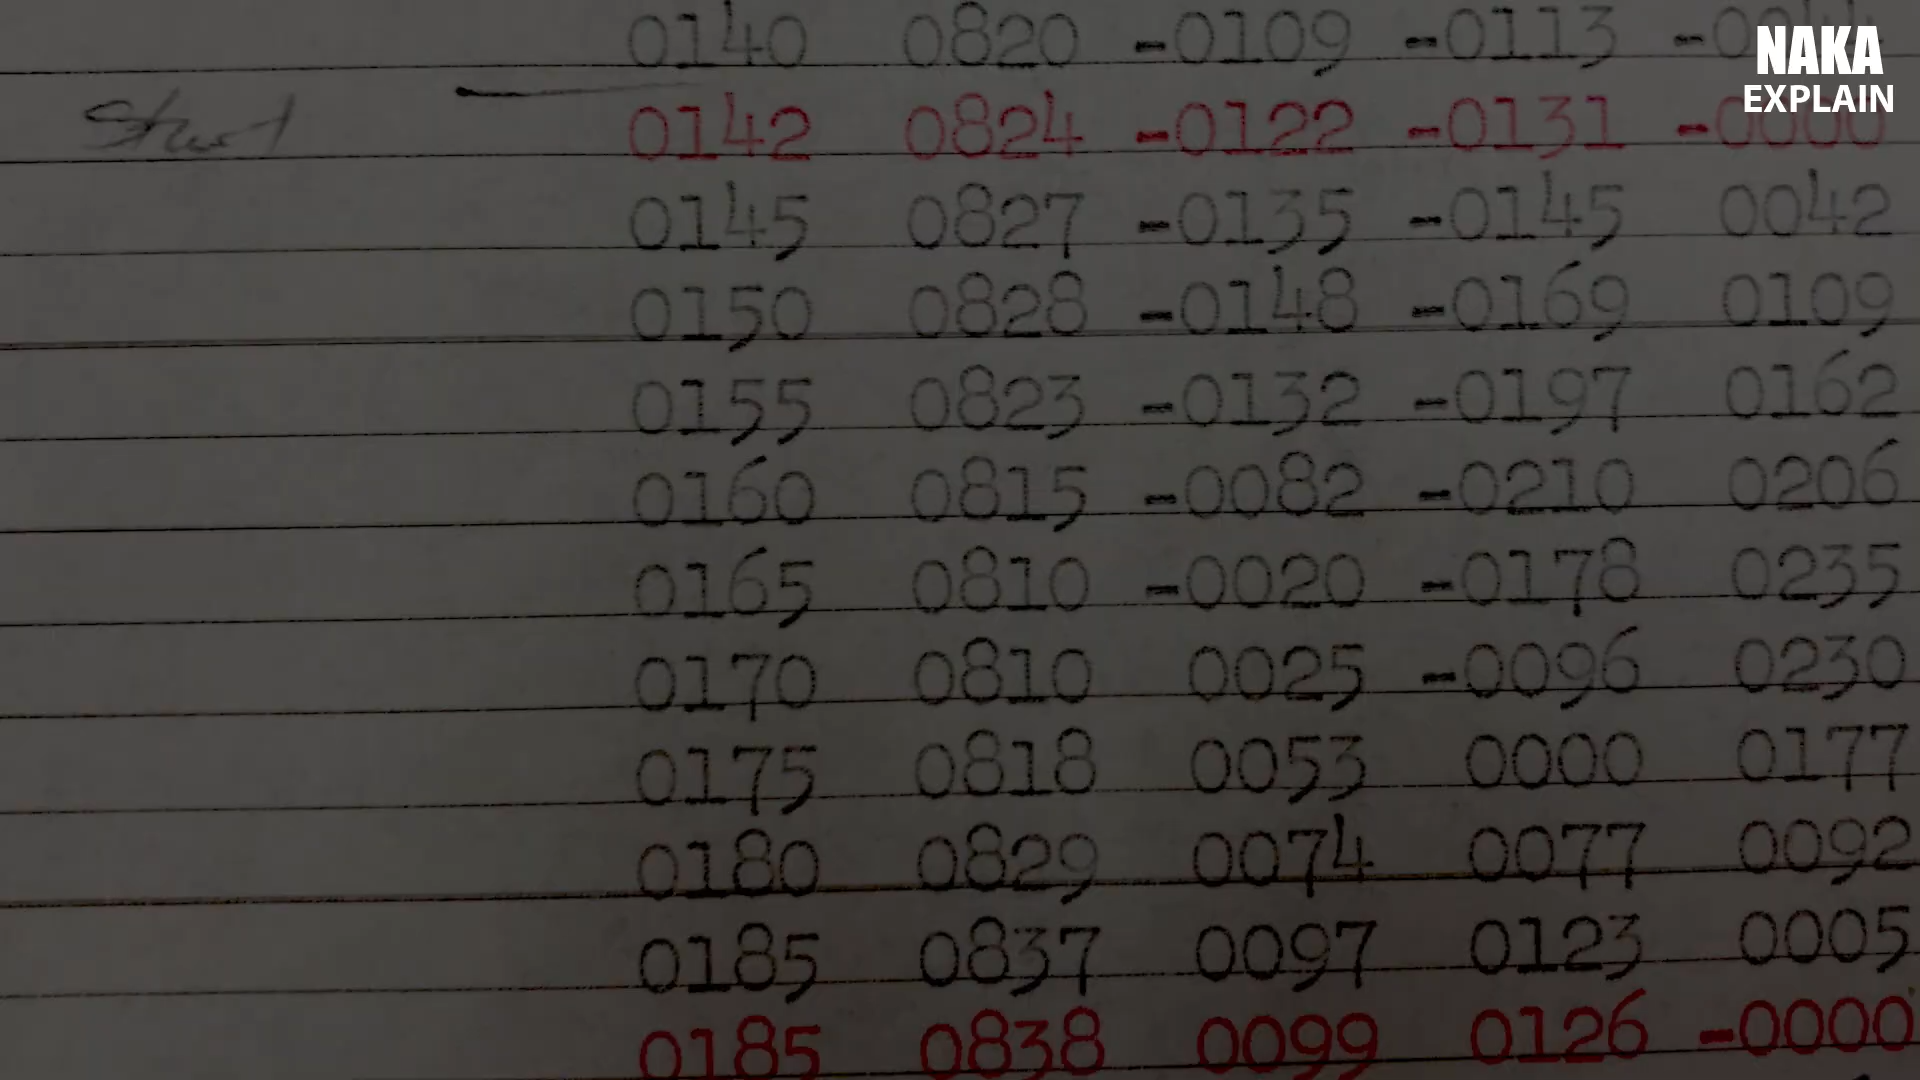 NAKA
EXPLAIN
0140 0820 -0109 -0113
Start 0142 0824 -0122 -0131 -0000
0145 0827 -0135 -0145 0042
0150 0828 -0148 -0169 0109
0155 0823 -0132 -0197 0162
0160 0815 -0082 -0210 0206
0165 0810 -0020 -0178 0235
0170 0810 0025 -0096 0230
0175 0818 0053 0000 0177
0180 0829 0074 0077 0092
0185 0837 0097 0123 0005
0185 0838 0099 0126 -0000